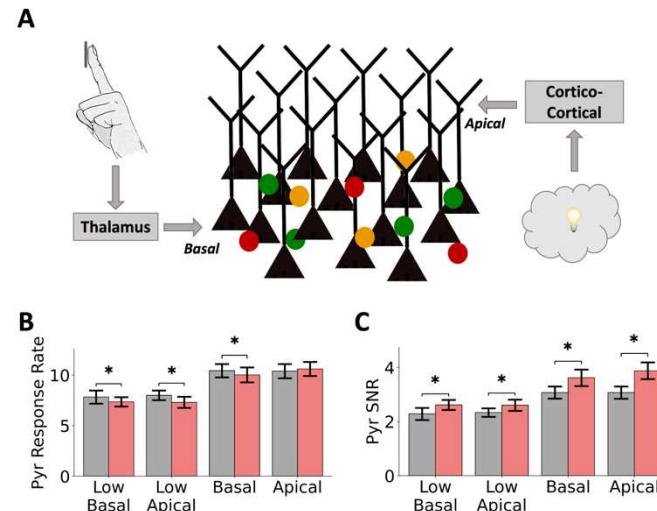 A
Cortico-
Cortical
Apical
Thalamus
Basal
B
C
Pyr Response Rate
10
5
0
*
*
*
Low
Basal
Low
Apical
Basal
Apical
Pyr SNR
4
2
0
*
*
*
*
Low
Basal
Low
Apical
Basal
Apical